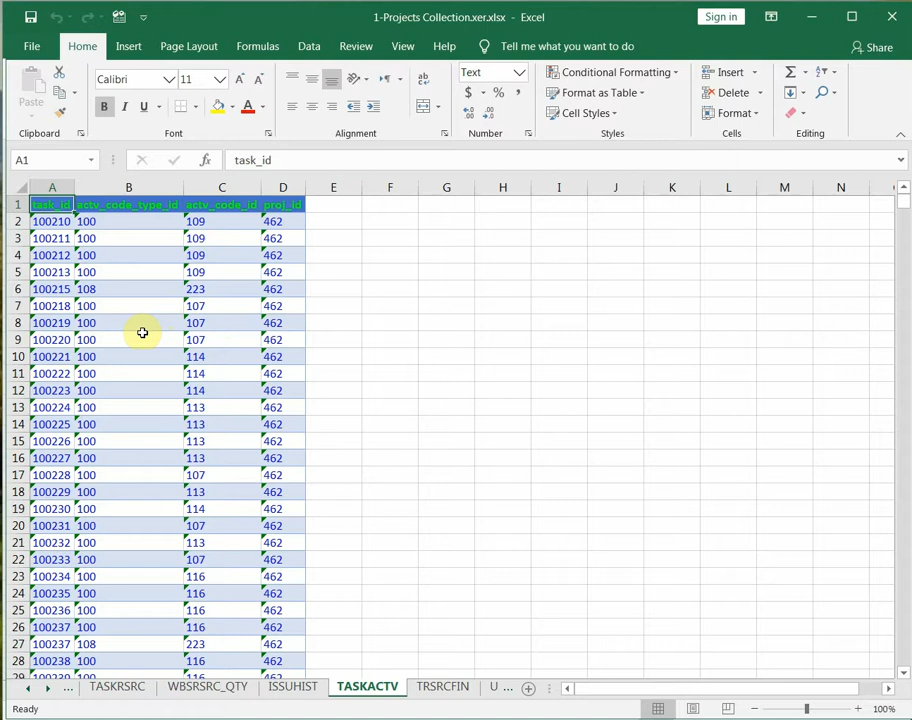 1-Projects Collection.xer.xlsx - Excel
Sign in
File Home Insert Page Layout Formulas Data Review View Help Tell me what you want to do Share
Paste
Calibri 11
B I U
A
Text
$ % ,
Conditional Formatting
Format as Table
Cell Styles
Insert
Delete
Format
Clipboard Font Alignment Number Styles Cells Editing
A1 fx task_id
A B C D E F G H I J K L M N
1 task_id actv_code_type_id actv_code_id proj_id
2 100210 100 109 462
3 100211 100 109 462
4 100212 100 109 462
5 100213 100 109 462
6 100215 108 223 462
7 100218 100 107 462
8 100219 100 107 462
9 100220 100 107 462
10 100221 100 114 462
11 100222 100 114 462
12 100223 100 114 462
13 100224 100 113 462
14 100225 100 113 462
15 100226 100 113 462
16 100227 100 113 462
17 100228 100 107 462
18 100229 100 113 462
19 100230 100 114 462
20 100231 100 107 462
21 100232 100 113 462
22 100233 100 107 462
23 100234 100 116 462
24 100235 100 116 462
25 100236 100 116 462
26 100237 100 116 462
27 100237 108 223 462
28 100238 100 116 462
29 100239 100 116 462
... TASKRSRC WBSRSRC_QTY ISSUHIST TASKACTV TRSRCFIN U ...
Ready 100%